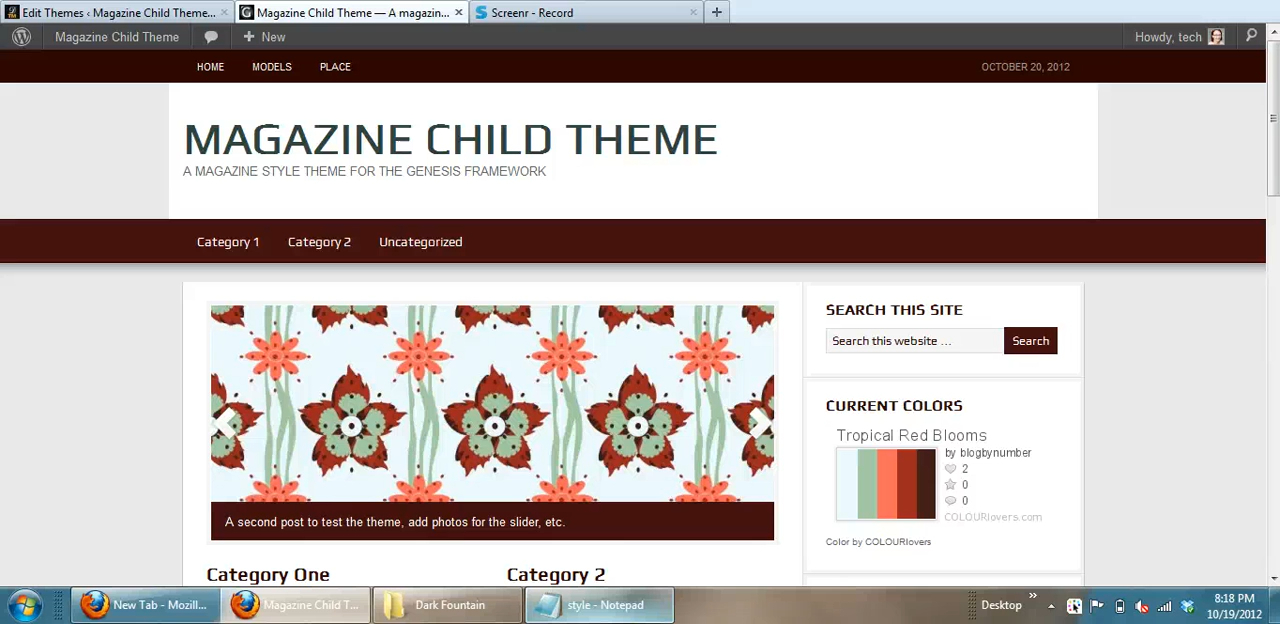 Edit Themes ‹ Magazine Child Theme...
Magazine Child Theme — A magazin...
Screenr - Record
Magazine Child Theme
New
Howdy, tech
HOME
MODELS
PLACE
OCTOBER 20, 2012
MAGAZINE CHILD THEME
A MAGAZINE STYLE THEME FOR THE GENESIS FRAMEWORK
Category 1
Category 2
Uncategorized
SEARCH THIS SITE
Search this website ...
Search
CURRENT COLORS
Tropical Red Blooms
by blogbynumber
2
0
0
COLOURlovers.com
Color by COLOURlovers
A second post to test the theme, add photos for the slider, etc.
Category One
Category 2
New Tab - Mozill...
Magazine Child T...
Dark Fountain
style - Notepad
Desktop
8:18 PM
10/19/2012